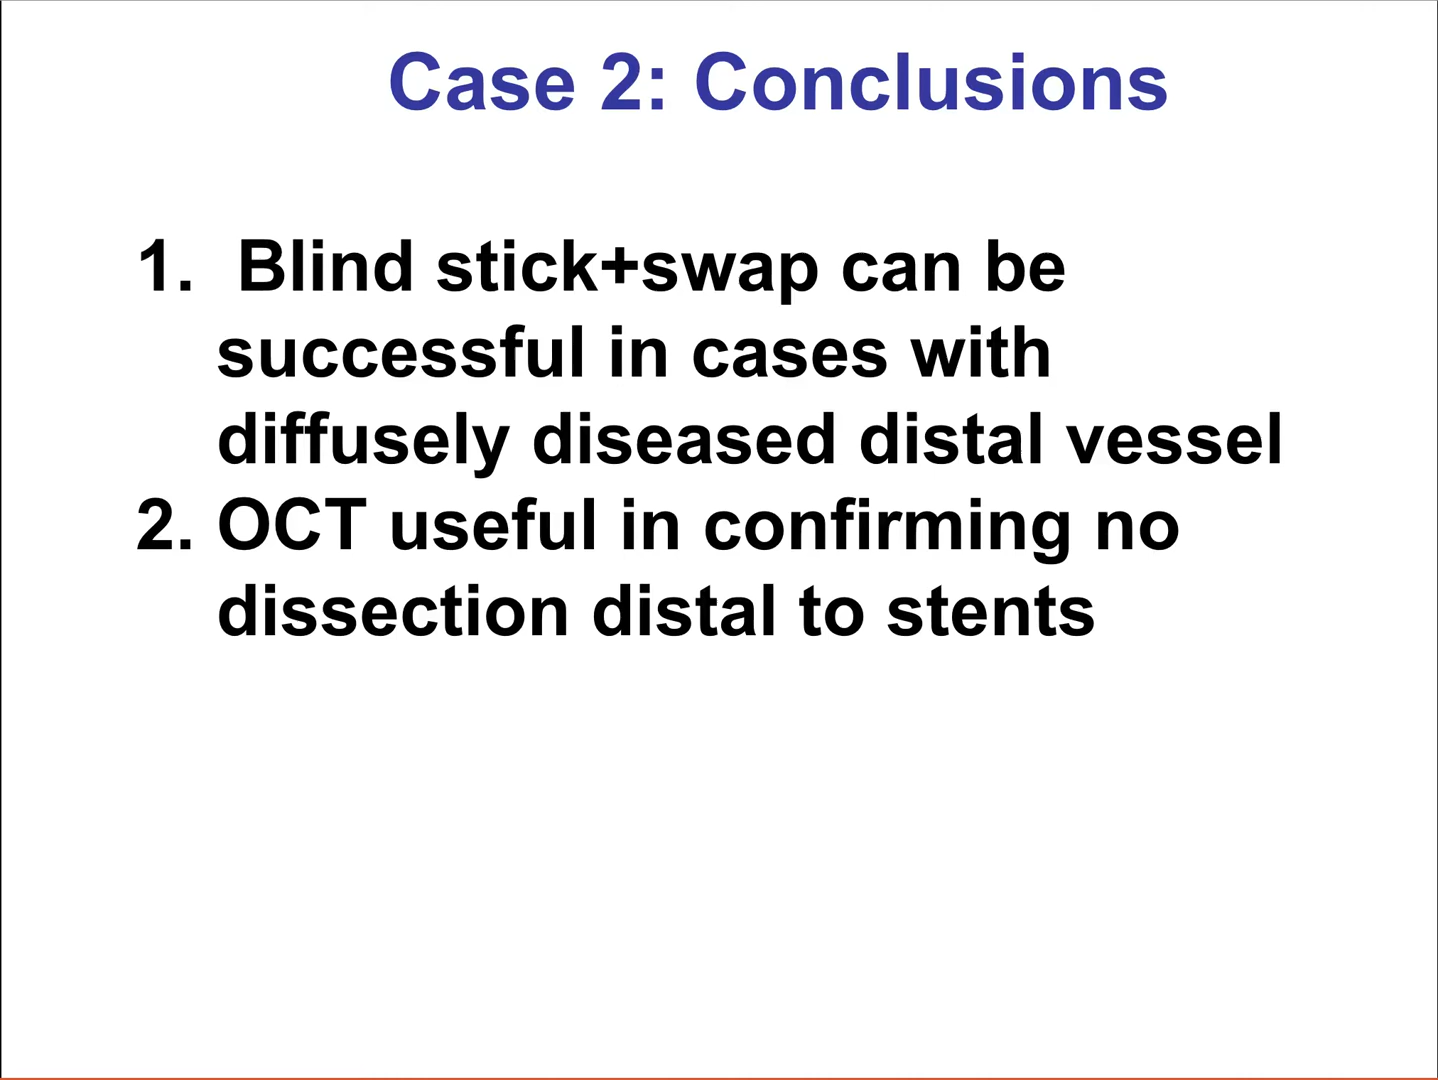 Case 2: Conclusions
1. Blind stick+swap can be
successful in cases with
diffusely diseased distal vessel
2. OCT useful in confirming no
dissection distal to stents